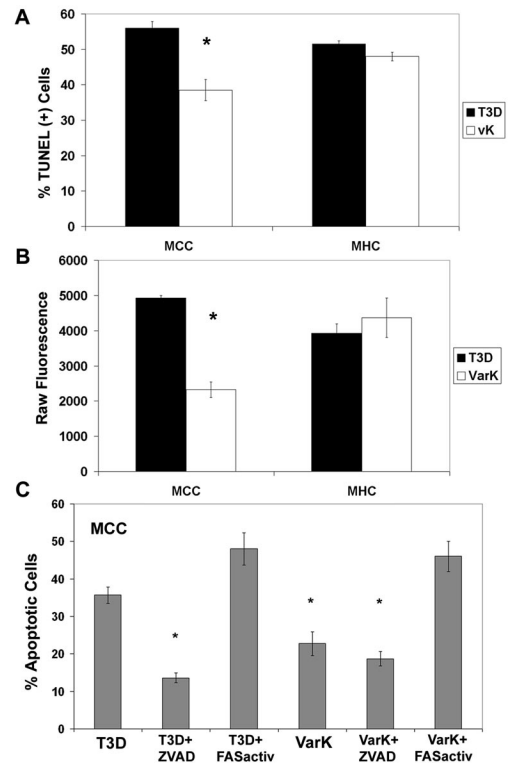 A
% TUNEL (+) Cells
60
50
40
30
20
10
0
*
MCC
MHC
T3D
vK
B
Raw Fluorescence
6000
5000
4000
3000
2000
1000
0
*
MCC
MHC
T3D
VarK
C
% Apoptotic Cells
60
50
40
30
20
10
0
MCC
*
*
*
T3D
T3D+
ZVAD
T3D+
FASactiv
VarK
VarK+
ZVAD
VarK+
FASactiv